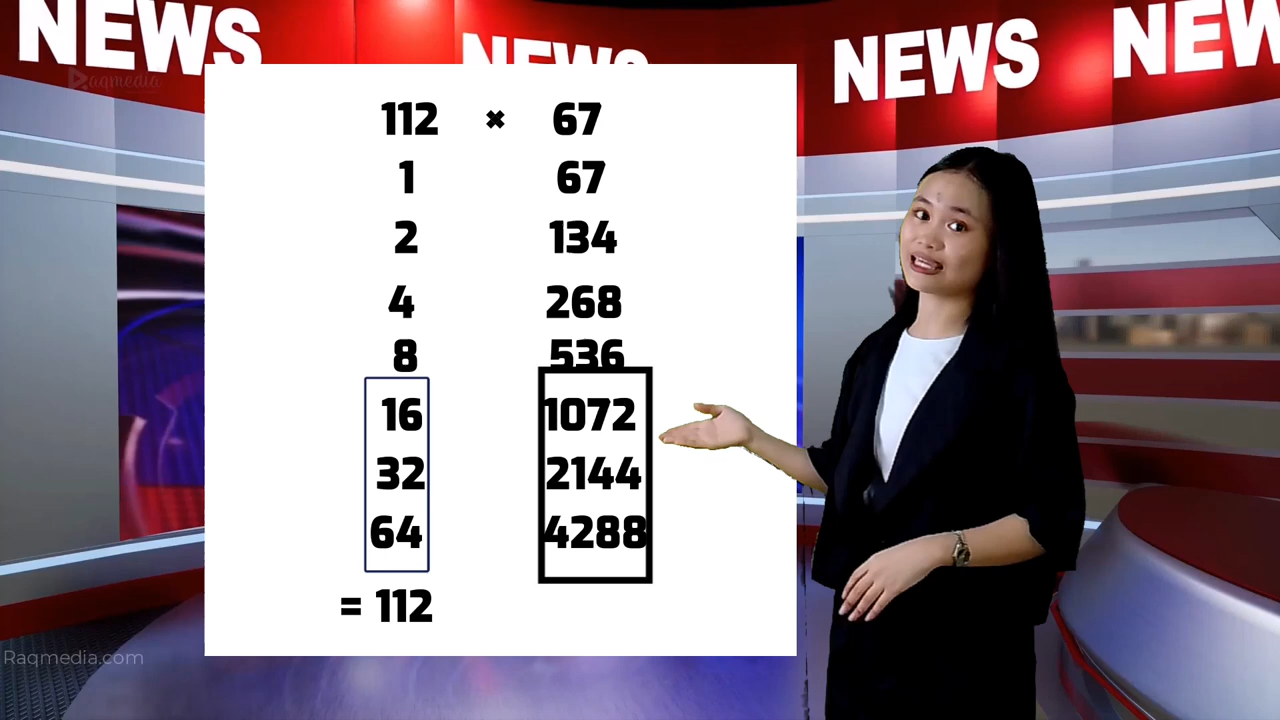 NEWS NEWS NEWS NEW
Raqmedia
112 × 67
1 67
2 134
4 268
8 536
16 1072
32 2144
64 4288
= 112
Raqmedia.com